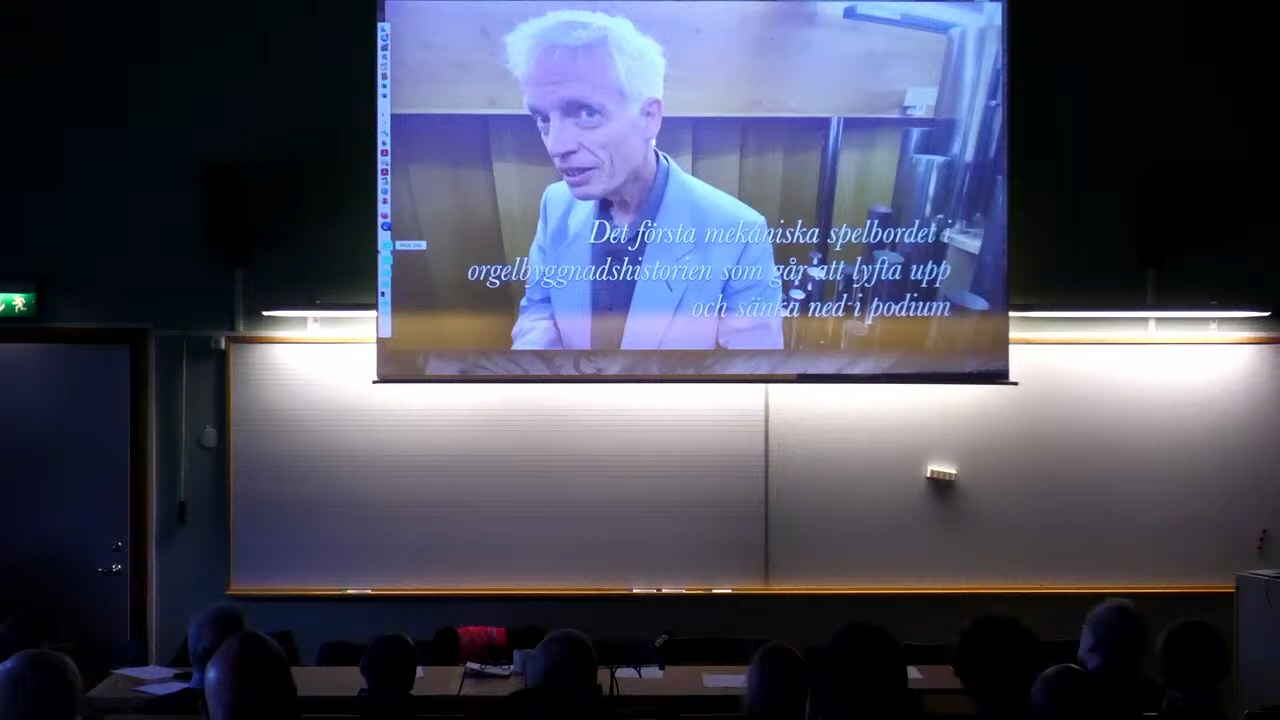 Det första mekaniska spelbordet i
orgelbyggnadshistorien som går att lyfta upp
och sänka ned i podium